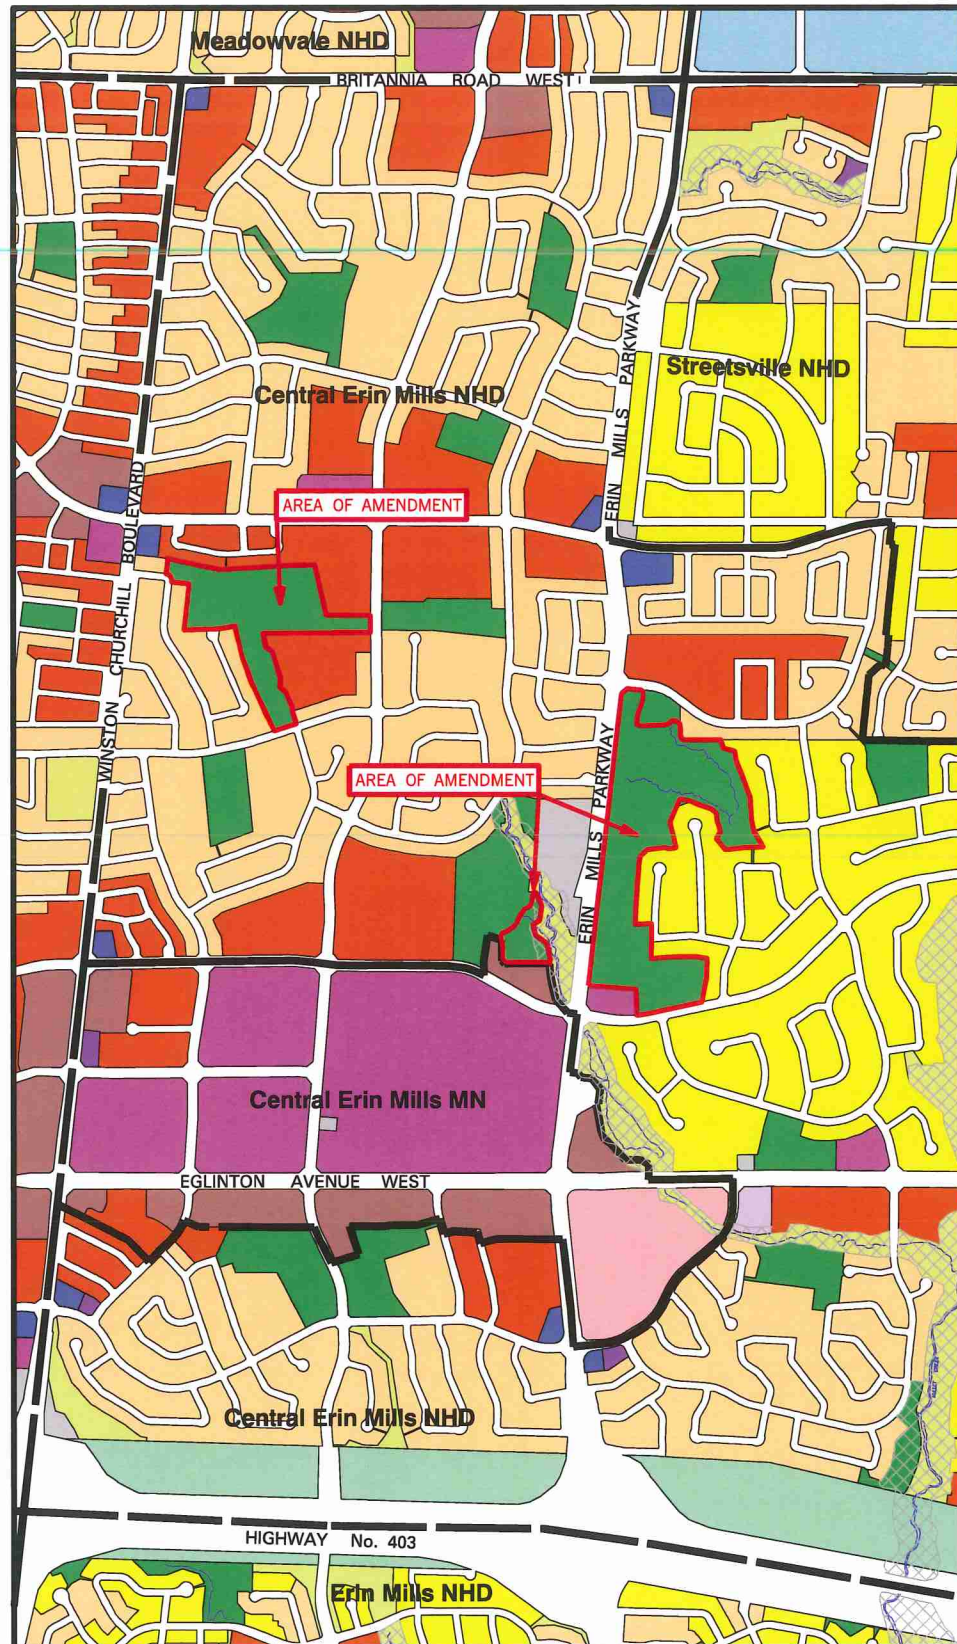 Meadowvale NHD
BRITANNIA ROAD WEST
ERIN MILLS PARKWAY
Streetsville NHD
Central Erin Mills NHD
AREA OF AMENDMENT
WINSTON CHURCHILL BOULEVARD
AREA OF AMENDMENT
ERIN MILLS PARKWAY
Central Erin Mills MN
EGLINTON AVENUE WEST
Central Erin Mills NHD
HIGHWAY No. 403
Erin Mills NHD